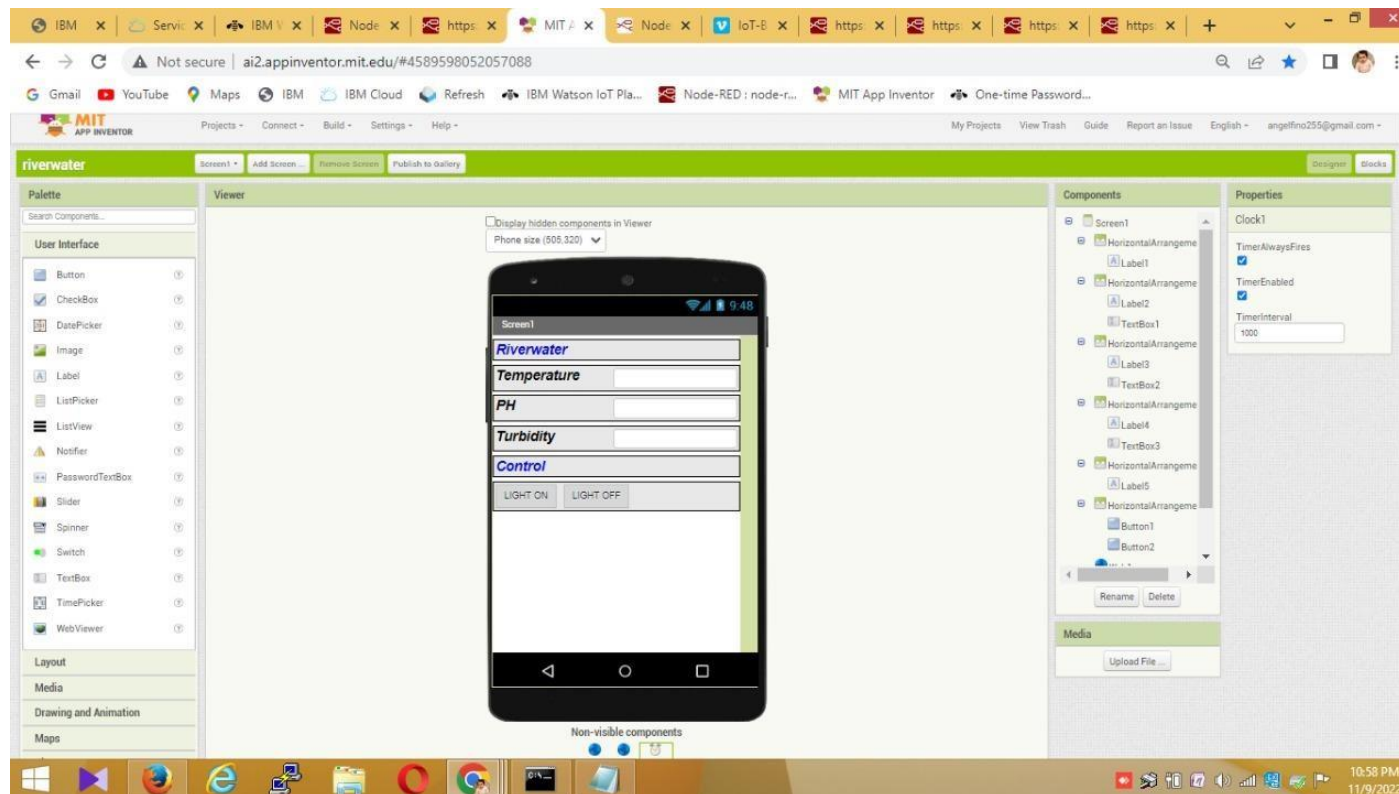 IBM
Servic
IBM W
Node
https:
MIT A
Node
IoT-B
https:
https:
https:
https:
Not secure | ai2.appinventor.mit.edu/#4589598052057088
Gmail YouTube Maps IBM IBM Cloud Refresh IBM Watson IoT Pla... Node-RED : node-r... MIT App Inventor One-time Password...
MIT
APP INVENTOR
Projects Connect Build Settings Help
My Projects View Trash Guide Report an Issue English angelfino255@gmail.com
riverwater
Screen1 Add Screen ... Remove Screen Publish to Gallery
Designer Blocks
Palette
Search Components...
User Interface
Button
CheckBox
DatePicker
Image
Label
ListPicker
ListView
Notifier
PasswordTextBox
Slider
Spinner
Switch
TextBox
TimePicker
WebViewer
Layout
Media
Drawing and Animation
Maps
Viewer
Display hidden components in Viewer
Phone size (505,320)
9:48
Screen1
Riverwater
Temperature
PH
Turbidity
Control
LIGHT ON LIGHT OFF
Non-visible components
Components
Screen1
HorizontalArrangeme
Label1
HorizontalArrangeme
Label2
TextBox1
HorizontalArrangeme
Label3
TextBox2
HorizontalArrangeme
Label4
TextBox3
HorizontalArrangeme
Label5
HorizontalArrangeme
Button1
Button2
Rename Delete
Media
Upload File ...
Properties
Clock1
TimerAlwaysFires
TimerEnabled
TimerInterval
1000
10:58 PM
11/9/2022